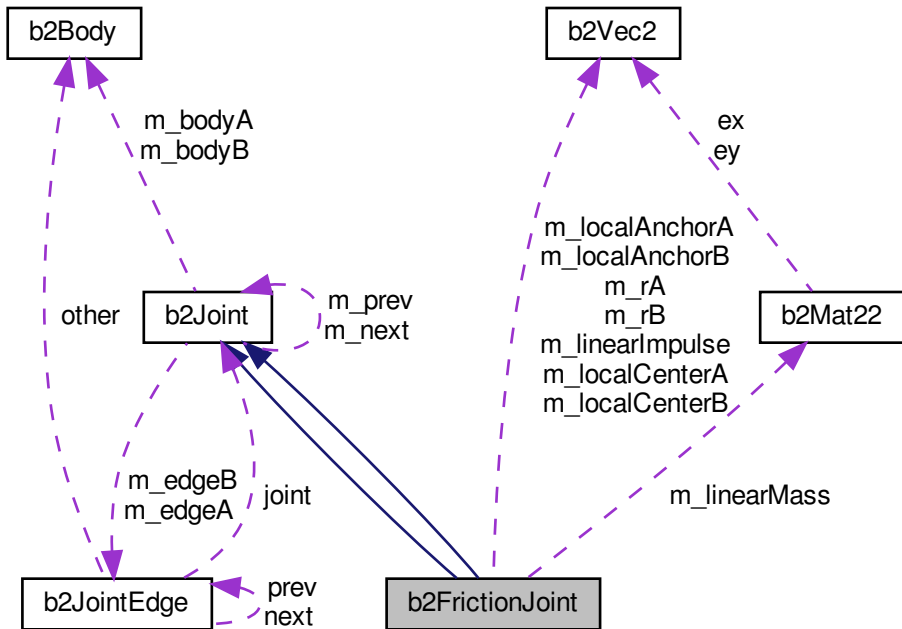 b2Body
b2Vec2
m_bodyA
m_bodyB
ex
ey
m_localAnchorA
m_localAnchorB
m_rA
m_rB
m_linearImpulse
m_localCenterA
m_localCenterB
other
b2Joint
m_prev
m_next
b2Mat22
m_edgeB
m_edgeA
joint
m_linearMass
b2JointEdge
prev
next
b2FrictionJoint